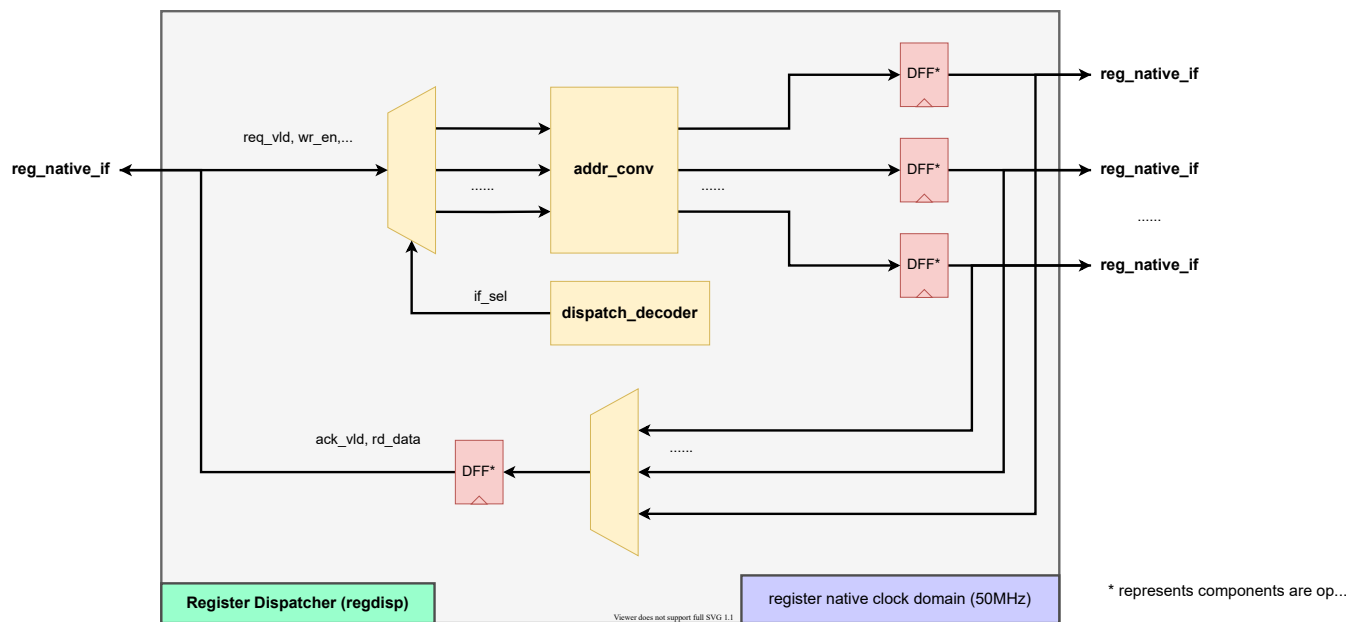 DFF*
reg_native_if
req_vld, wr_en,...
reg_native_if
addr_conv
DFF*
reg_native_if
......
......
......
DFF*
reg_native_if
if_sel
dispatch_decoder
ack_vld, rd_data
......
DFF*
Register Dispatcher (regdisp)
register native clock domain (50MHz)
* represents components are op...
Viewer does not support full SVG 1.1